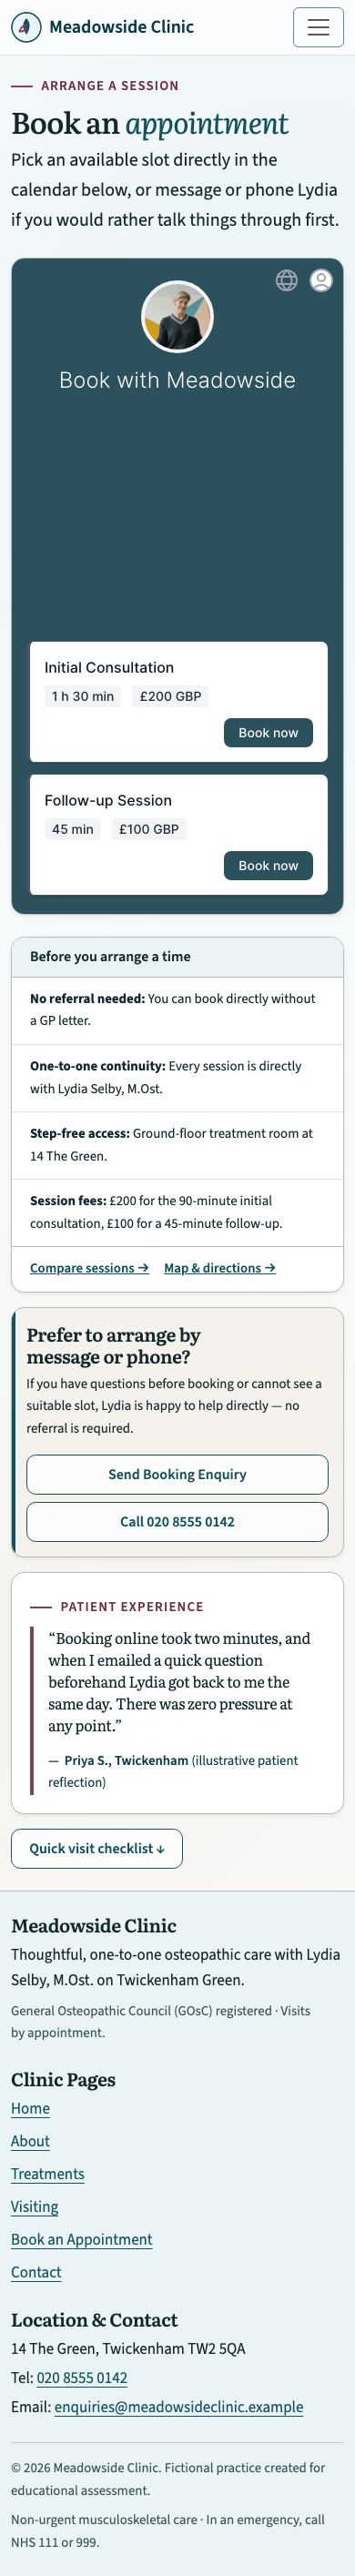 Meadowside Clinic
ARRANGE A SESSION
Book an appointment
Pick an available slot directly in the
calendar below, or message or phone Lydia
if you would rather talk things through first.
Book with Meadowside
Initial Consultation
1 h 30 min £200 GBP
Book now
Follow-up Session
45 min £100 GBP
Book now
Before you arrange a time
No referral needed: You can book directly without
a GP letter.
One-to-one continuity: Every session is directly
with Lydia Selby, M.Ost.
Step-free access: Ground-floor treatment room at
14 The Green.
Session fees: £200 for the 90-minute initial
consultation, £100 for a 45-minute follow-up.
Compare sessions → Map & directions →
Prefer to arrange by
message or phone?
If you have questions before booking or cannot see a
suitable slot, Lydia is happy to help directly — no
referral is required.
Send Booking Enquiry
Call 020 8555 0142
PATIENT EXPERIENCE
“Booking online took two minutes, and
when I emailed a quick question
beforehand Lydia got back to me the
same day. There was zero pressure at
any point.”
— Priya S., Twickenham (illustrative patient
reflection)
Quick visit checklist ↓
Meadowside Clinic
Thoughtful, one-to-one osteopathic care with Lydia
Selby, M.Ost. on Twickenham Green.
General Osteopathic Council (GOsC) registered · Visits
by appointment.
Clinic Pages
Home
About
Treatments
Visiting
Book an Appointment
Contact
Location & Contact
14 The Green, Twickenham TW2 5QA
Tel: 020 8555 0142
Email: enquiries@meadowsideclinic.example
© 2026 Meadowside Clinic. Fictional practice created for
educational assessment.
Non-urgent musculoskeletal care · In an emergency, call
NHS 111 or 999.